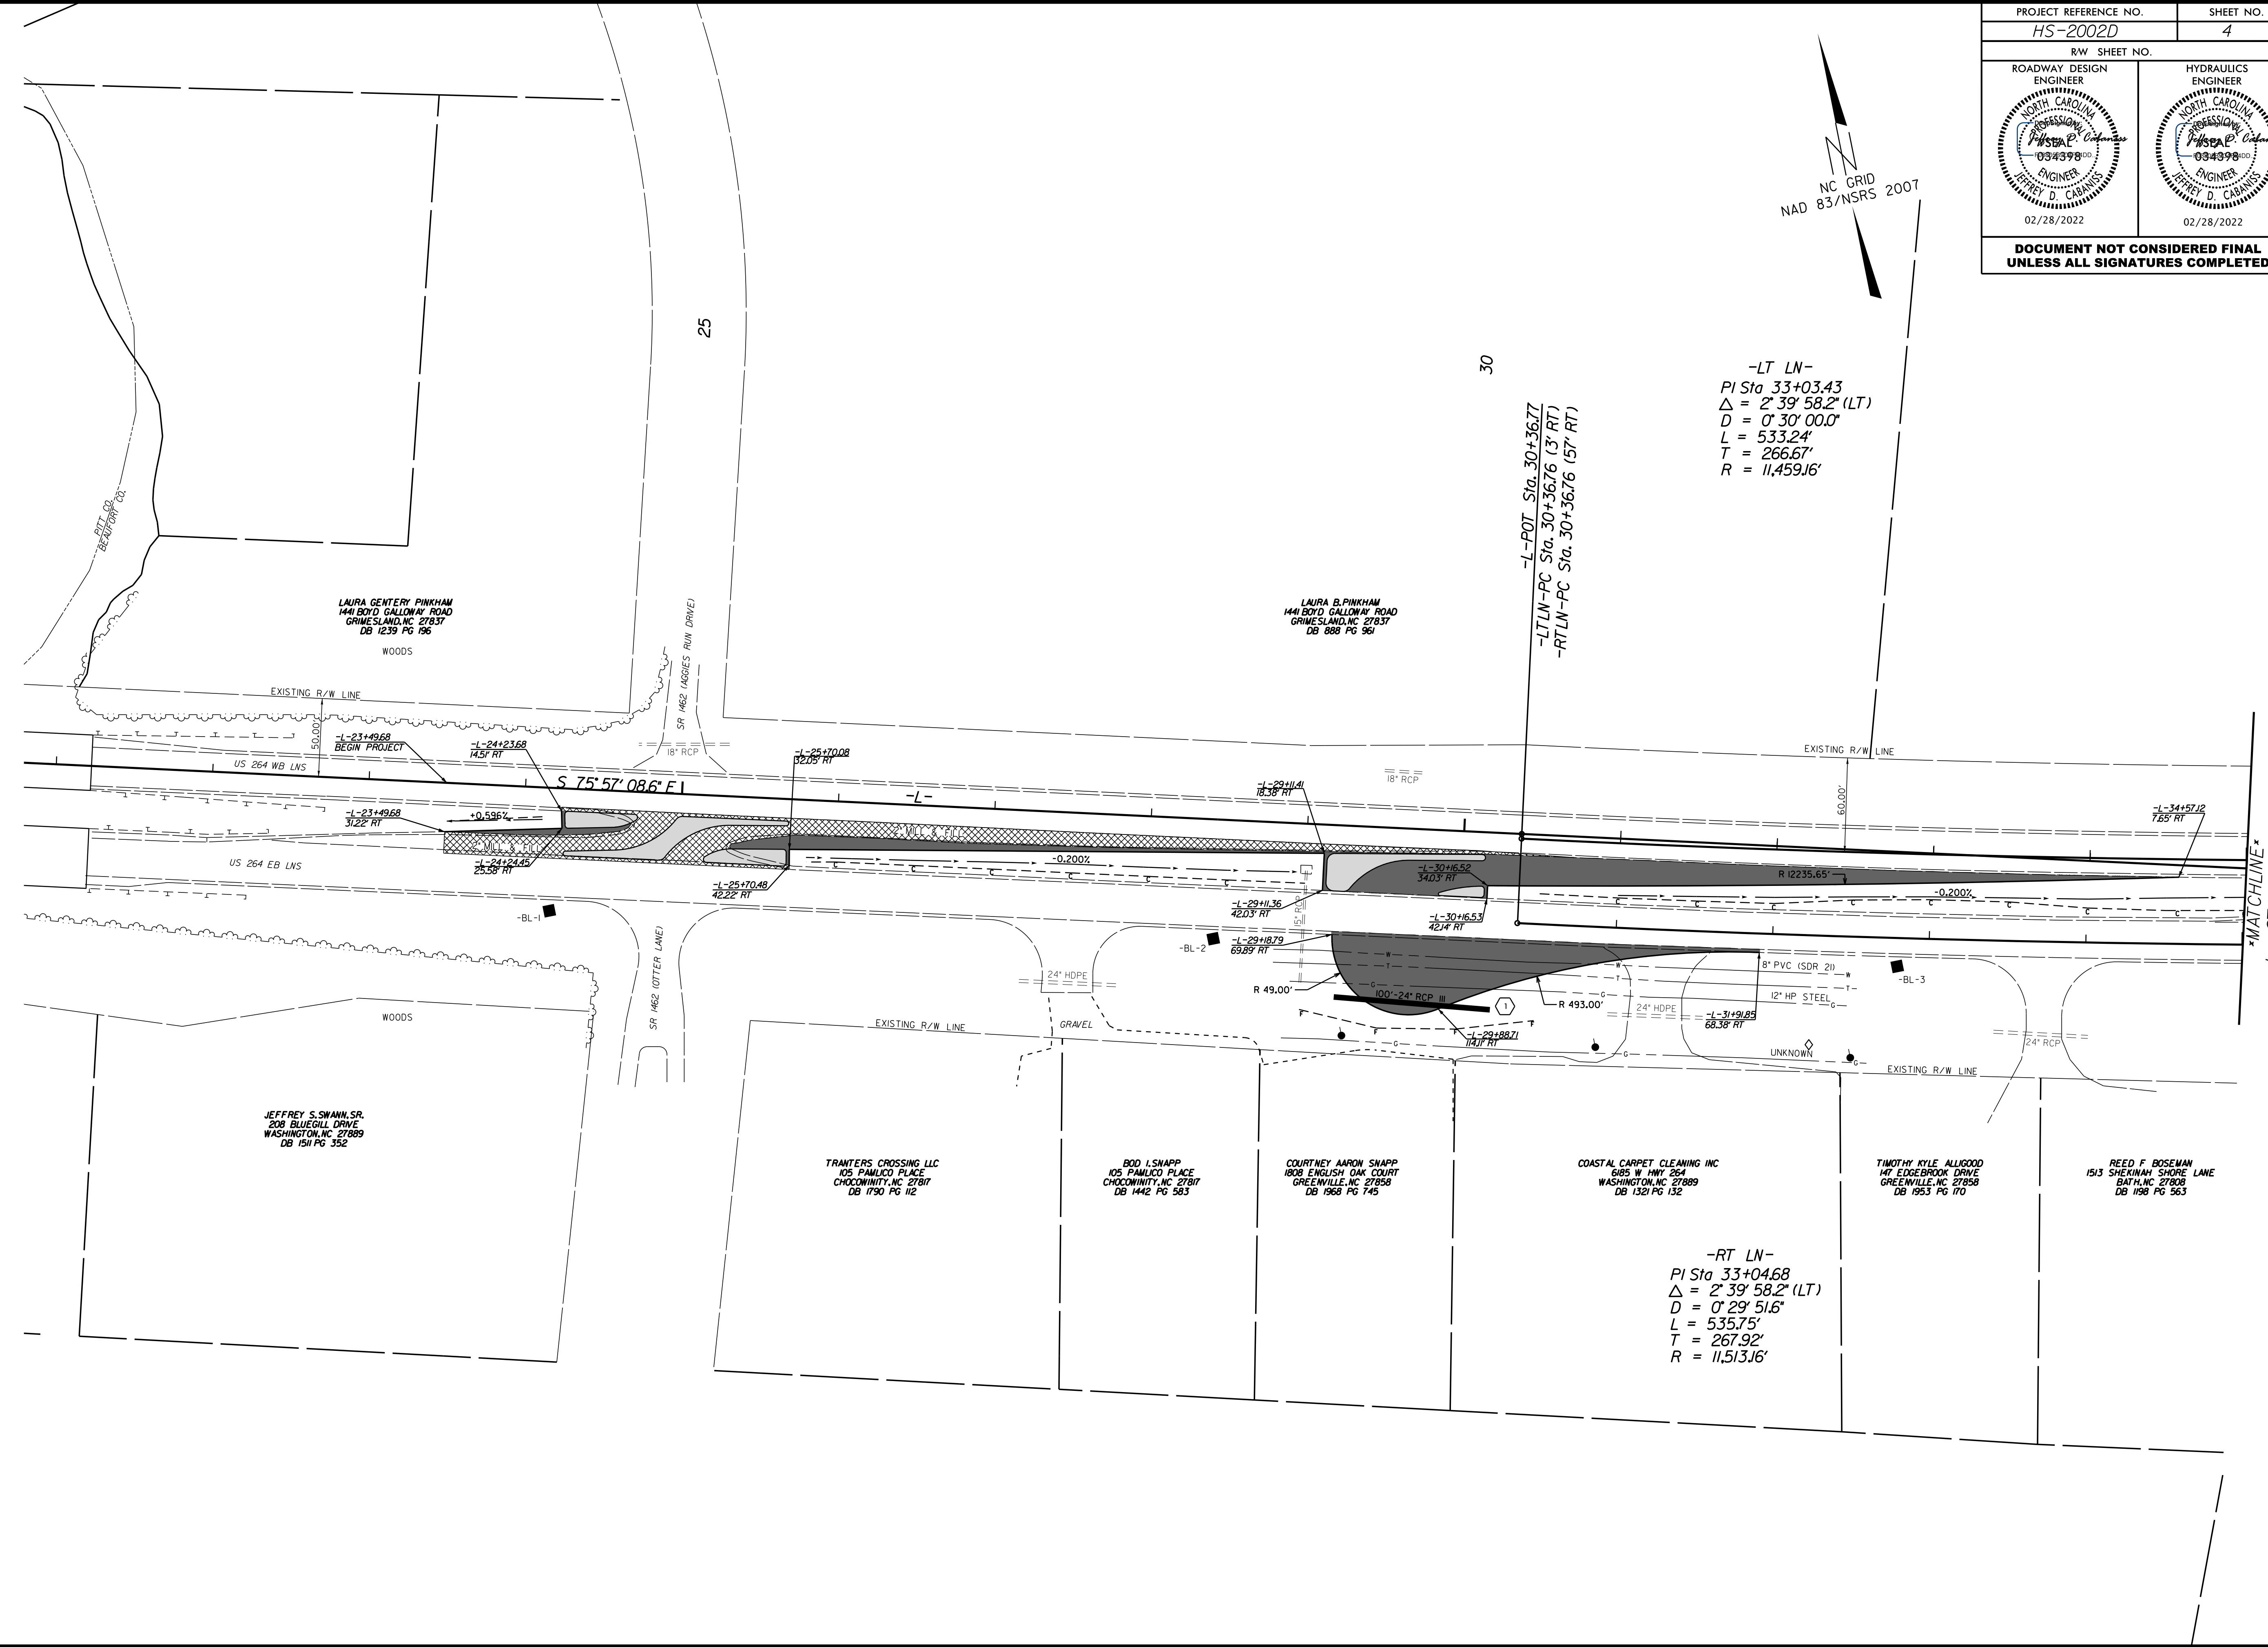 PROJECT REFERENCE NO.
SHEET NO.
HS-2002D
4
R/W SHEET NO.
ROADWAY DESIGN
ENGINEER
HYDRAULICS
ENGINEER
NORTH CAROLINA
PROFESSIONAL
SEAL
034398
ENGINEER
JEFFREY D. CABANISS
02/28/2022
NORTH CAROLINA
PROFESSIONAL
SEAL
034398
ENGINEER
JEFFREY D. CABANISS
02/28/2022
DOCUMENT NOT CONSIDERED FINAL
UNLESS ALL SIGNATURES COMPLETED
NC GRID
NAD 83/NSRS 2007
25
30
-LT LN-
PI Sta 33+03.43
Δ = 2° 39' 58.2" (LT)
D = 0° 30' 00.0"
L = 533.24'
T = 266.67'
R = 11,459.16'
-L-POT Sta. 30+36.77
-LTLN-PC Sta. 30+36.76 (3' RT)
-RTLN-PC Sta. 30+36.76 (57' RT)
PITT CO.
BEAUFORT CO.
LAURA GENTERY PINKHAM
1441 BOYD GALLOWAY ROAD
GRIMESLAND, NC 27837
DB 1239 PG 196
WOODS
LAURA B. PINKHAM
1441 BOYD GALLOWAY ROAD
GRIMESLAND, NC 27837
DB 888 PG 961
SR 1462 (AGGIES RUN DRIVE)
EXISTING R/W LINE
50.00'
18" RCP
-L-23+49.68
BEGIN PROJECT
-L-24+23.68
14.51' RT
-L-25+70.08
32.05' RT
US 264 WB LNS
S 75° 57' 08.6" E
-L-
18" RCP
EXISTING R/W LINE
60.00'
-L-29+11.41
18.38' RT
-L-34+57.12
7.65' RT
-L-23+49.68
31.22' RT
+0.596%
2" MILL & FILL
2" MILL & FILL
US 264 EB LNS
-L-24+24.45
25.58' RT
-0.200%
C C C C C C
-L-25+70.48
42.22' RT
-L-30+16.52
34.03' RT
R 12235.65'
-0.200%
C C C C C C C C
*MATCHLINE*
-L-29+11.36
42.03' RT
-L-30+16.53
42.14' RT
15" RCP
-BL-1
-BL-2
-BL-3
-L-29+18.79
69.89' RT
W W W
T T T
G G G
8" PVC (SDR 21)
12" HP STEEL
24" HDPE
R 49.00'
100'-24" RCP III
1
R 493.00'
24" HDPE
-L-31+91.85
68.38' RT
F F F F
-L-29+88.71
114.11' RT
SR 1462 (OTTER LANE)
WOODS
EXISTING R/W LINE
GRAVEL
G G G
UNKNOWN
24" RCP
EXISTING R/W LINE
JEFFREY S. SWANN, SR.
208 BLUEGILL DRIVE
WASHINGTON, NC 27889
DB 1511 PG 352
TRANTERS CROSSING LLC
105 PAMLICO PLACE
CHOCOWINITY, NC 27817
DB 1790 PG 112
BOD I. SNAPP
105 PAMLICO PLACE
CHOCOWINITY, NC 27817
DB 1442 PG 583
COURTNEY AARON SNAPP
1808 ENGLISH OAK COURT
GREENVILLE, NC 27858
DB 1968 PG 745
COASTAL CARPET CLEANING INC
6185 W HWY 264
WASHINGTON, NC 27889
DB 1321 PG 132
TIMOTHY KYLE ALLIGOOD
147 EDGEBROOK DRIVE
GREENVILLE, NC 27858
DB 1953 PG 170
REED F BOSEMAN
1513 SHEKINAH SHORE LANE
BATH, NC 27808
DB 1198 PG 563
-RT LN-
PI Sta 33+04.68
Δ = 2° 39' 58.2" (LT)
D = 0° 29' 51.6"
L = 535.75'
T = 267.92'
R = 11,513.16'